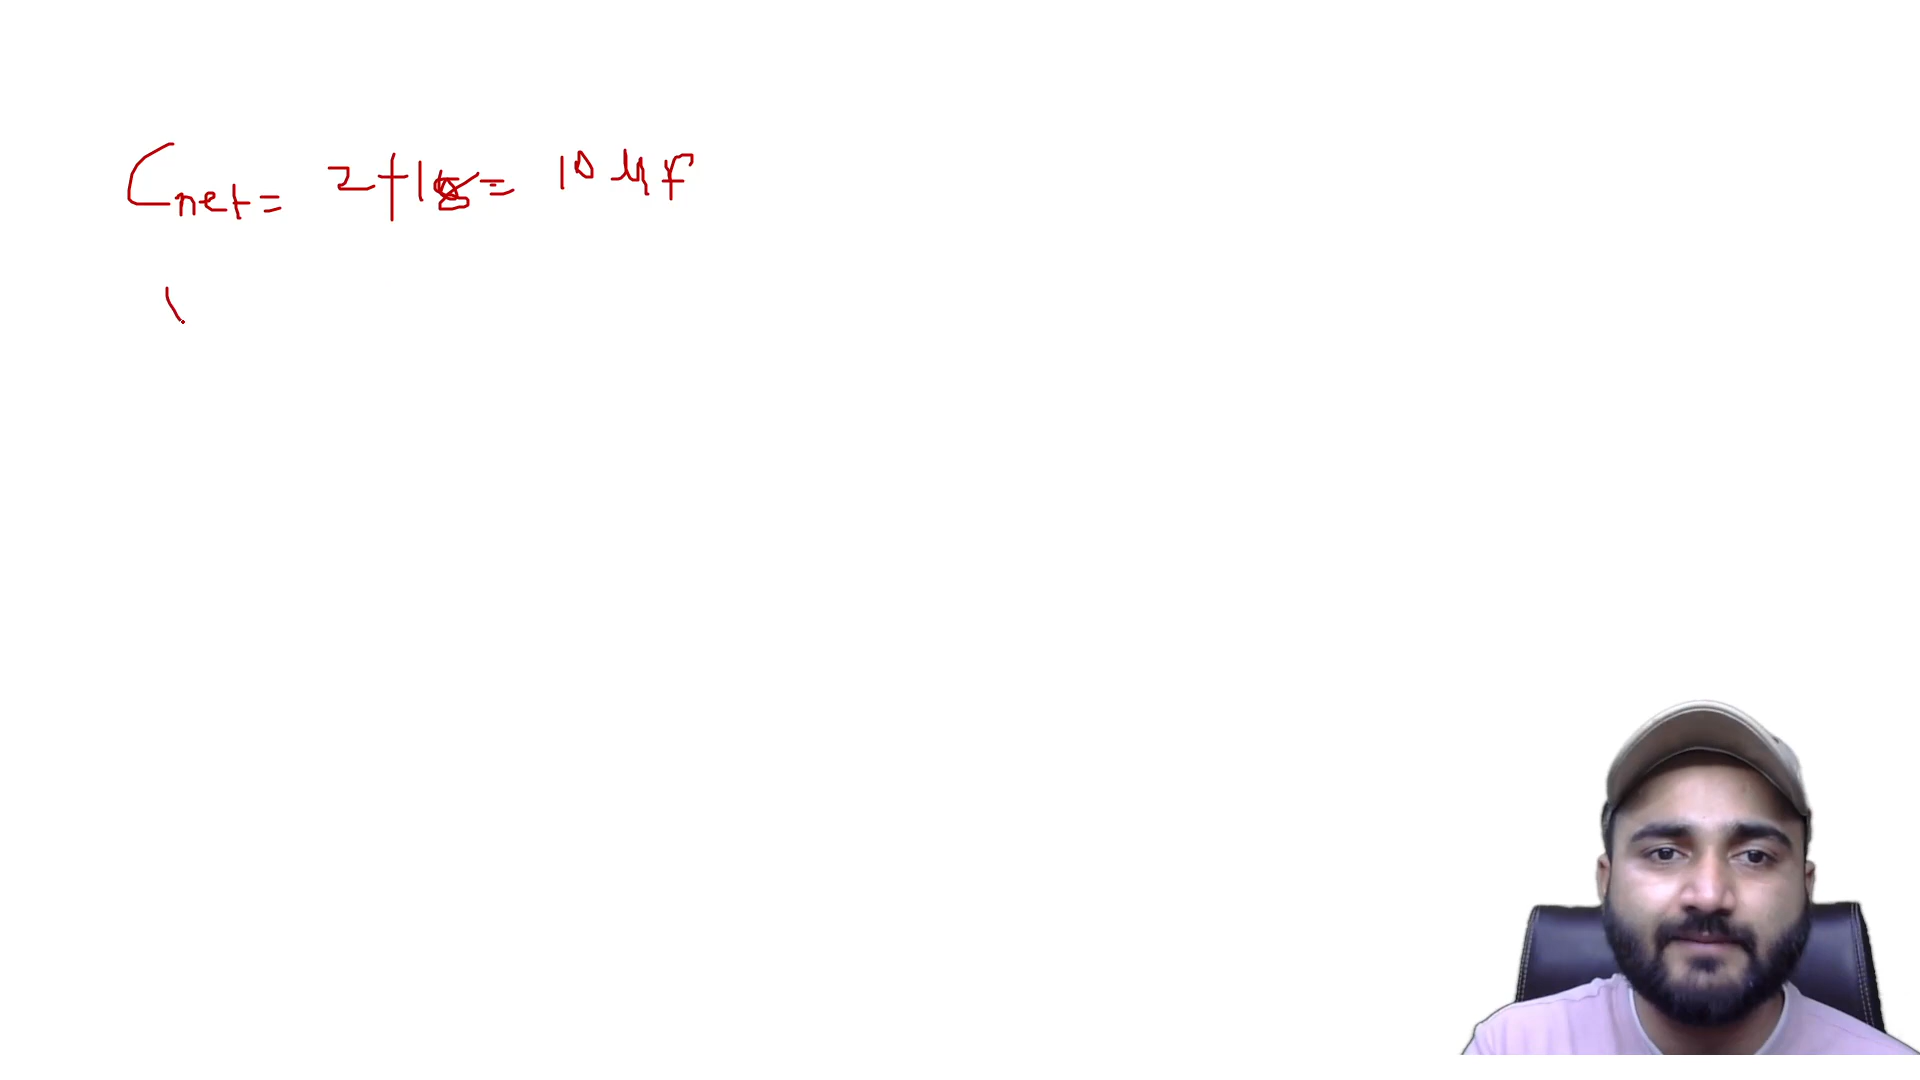 Cnet = 2+18 = 10 μF
\